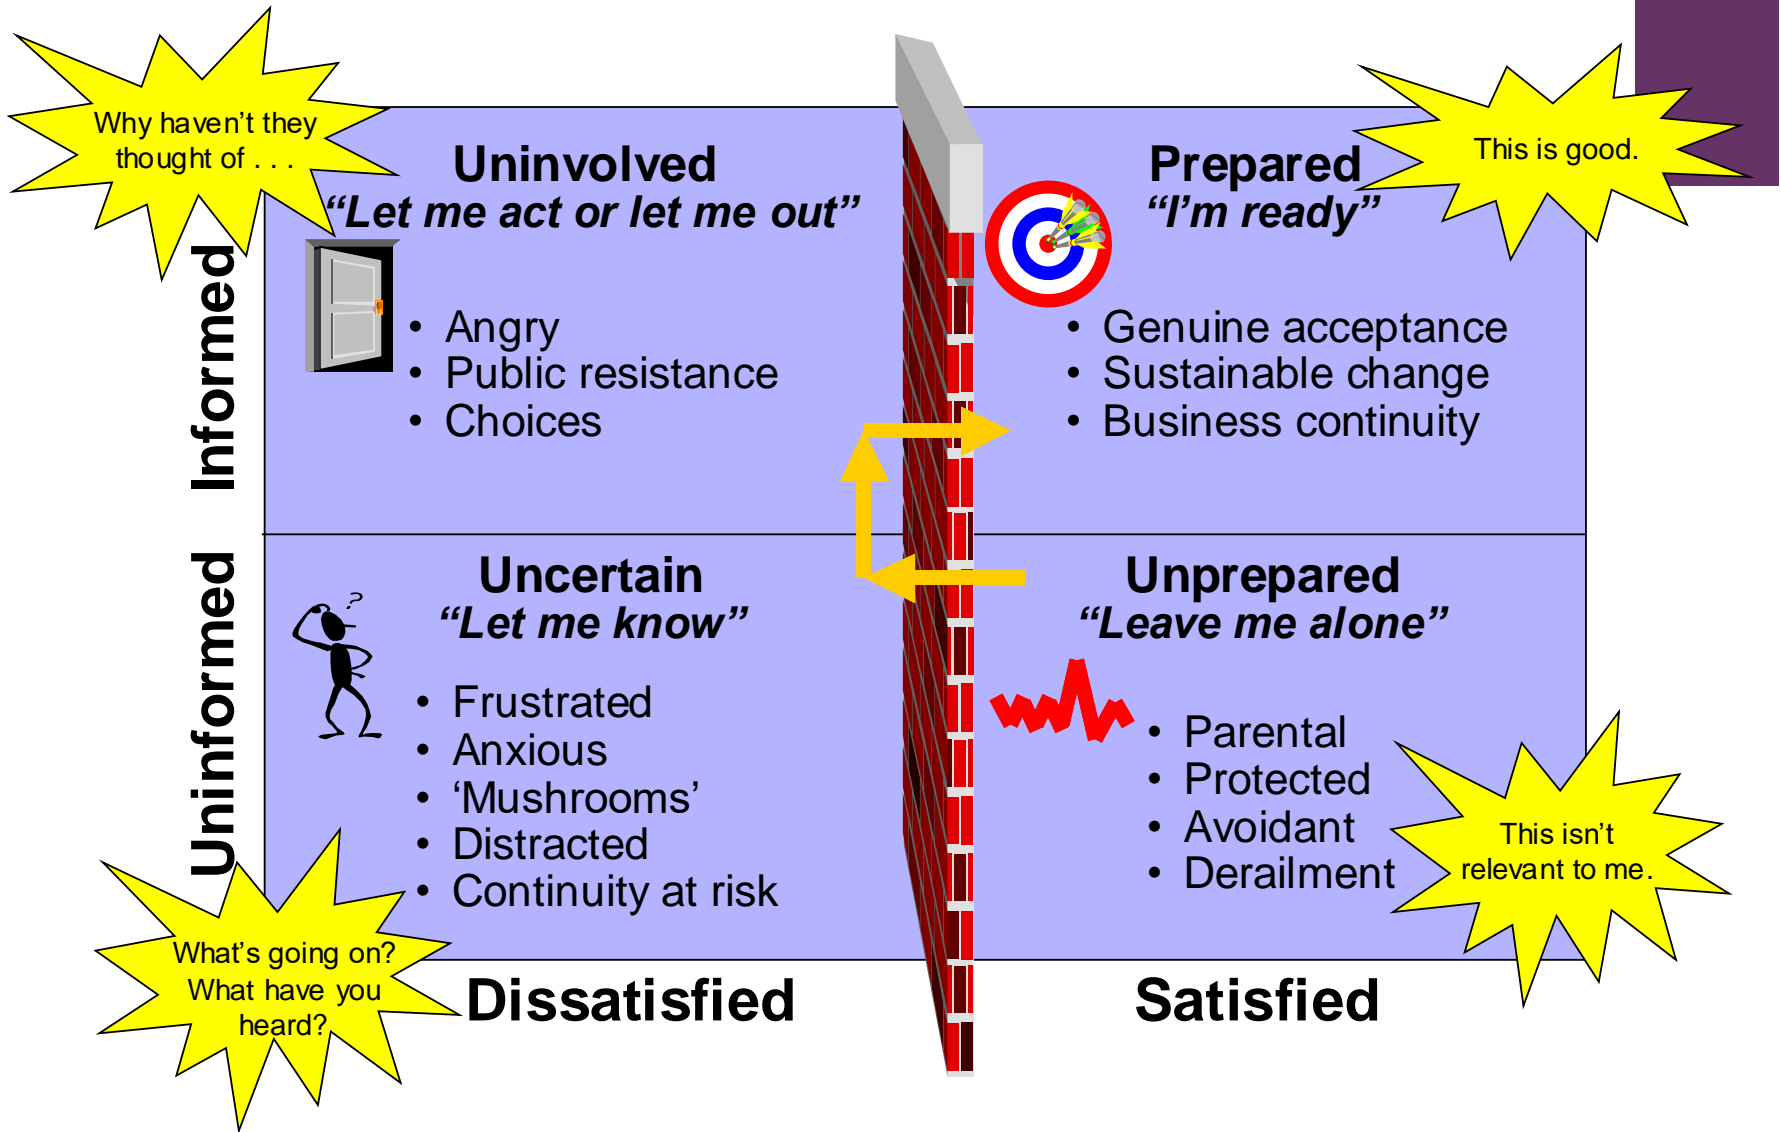 Why haven’t they
thought of . . .
This is good.
Uninvolved
“Let me act or let me out”
• Angry
• Public resistance
• Choices
Prepared
“I’m ready”
• Genuine acceptance
• Sustainable change
• Business continuity
Informed
Uninformed
Uncertain
“Let me know”
?
• Frustrated
• Anxious
• ‘Mushrooms’
• Distracted
• Continuity at risk
Unprepared
“Leave me alone”
• Parental
• Protected
• Avoidant
• Derailment
This isn’t
relevant to me.
What’s going on?
What have you
heard?
Dissatisfied
Satisfied